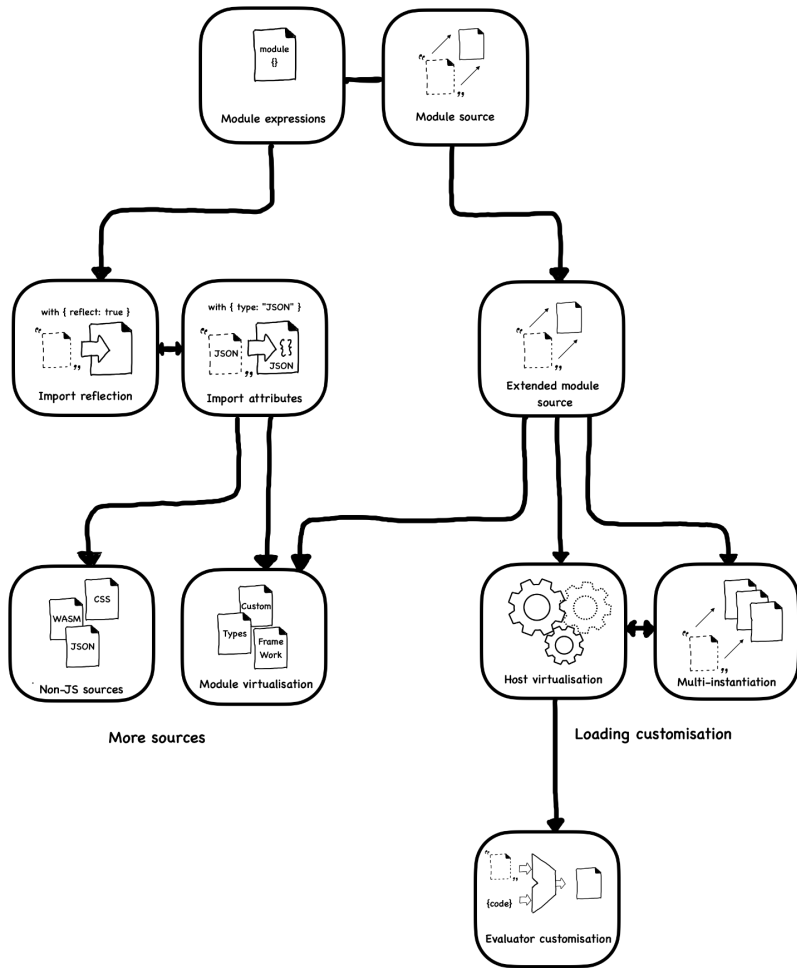 module
{}
Module expressions
“ ”
Module source
with { reflect: true }
“ ”
Import reflection
with { type: "JSON" }
“ JSON ”
{}
JSON
Import attributes
“ ”
Extended module
source
CSS
WASM
JSON
Non-JS sources
Custom
Types
Frame
Work
Module virtualisation
Host virtualisation
“ ”
Multi-instantiation
More sources
Loading customisation
“ ”
{code}
Evaluator customisation